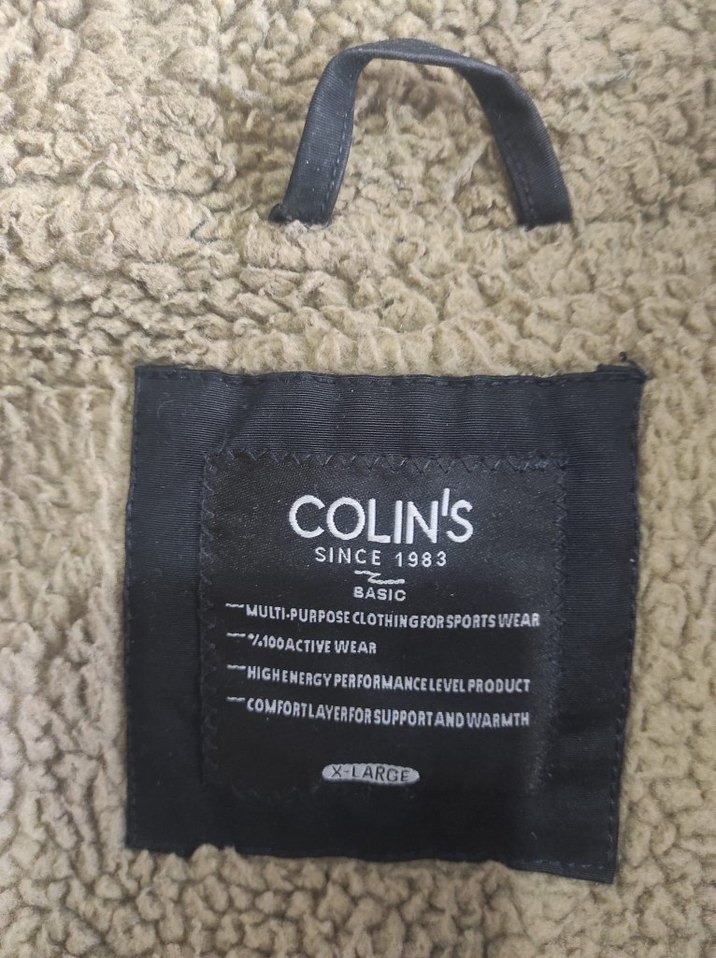 COLIN'S
SINCE 1983
BASIC
MULTI-PURPOSE CLOTHING FOR SPORTS WEAR
%100 ACTIVE WEAR
HIGH ENERGY PERFORMANCE LEVEL PRODUCT
COMFORT LAYER FOR SUPPORT AND WARMTH
X-LARGE